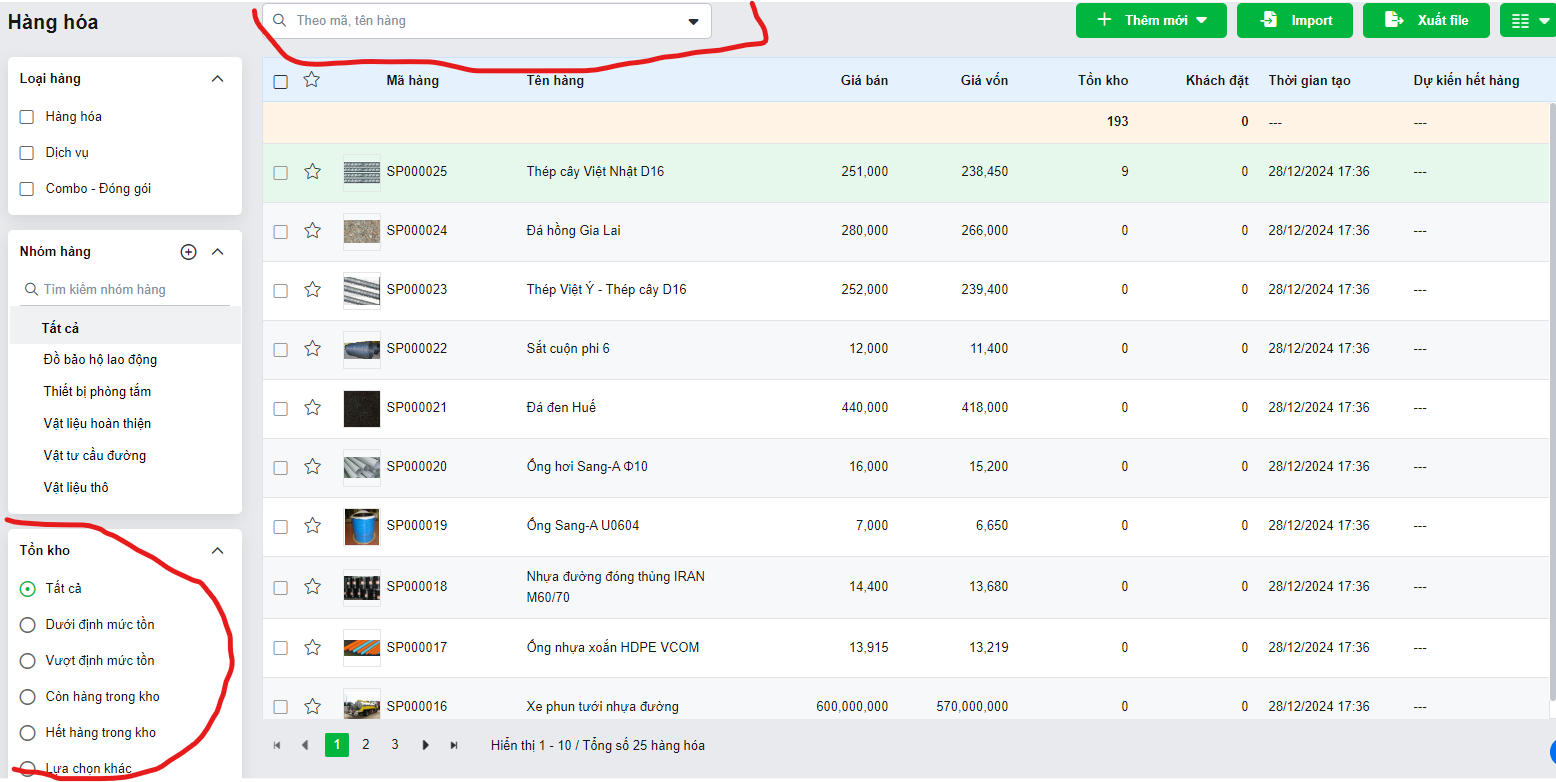 Hàng hóa
Theo mã, tên hàng
Thêm mới
Import
Xuất file
Loại hàng
Hàng hóa
Dịch vụ
Combo - Đóng gói
Nhóm hàng
Tìm kiếm nhóm hàng
Tất cả
Đồ bảo hộ lao động
Thiết bị phòng tắm
Vật liệu hoàn thiện
Vật tư cầu đường
Vật liệu thô
Tồn kho
Tất cả
Dưới định mức tồn
Vượt định mức tồn
Còn hàng trong kho
Hết hàng trong kho
Lựa chọn khác
Mã hàng Tên hàng Giá bán Giá vốn Tồn kho Khách đặt Thời gian tạo Dự kiến hết hàng
193 0 --- ---
SP000025 Thép cây Việt Nhật D16 251,000 238,450 9 0 28/12/2024 17:36 ---
SP000024 Đá hồng Gia Lai 280,000 266,000 0 0 28/12/2024 17:36 ---
SP000023 Thép Việt Ý - Thép cây D16 252,000 239,400 0 0 28/12/2024 17:36 ---
SP000022 Sắt cuộn phi 6 12,000 11,400 0 0 28/12/2024 17:36 ---
SP000021 Đá đen Huế 440,000 418,000 0 0 28/12/2024 17:36 ---
SP000020 Ống hơi Sang-A Φ10 16,000 15,200 0 0 28/12/2024 17:36 ---
SP000019 Ống Sang-A U0604 7,000 6,650 0 0 28/12/2024 17:36 ---
SP000018 Nhựa đường đóng thùng IRAN M60/70 14,400 13,680 0 0 28/12/2024 17:36 ---
SP000017 Ống nhựa xoắn HDPE VCOM 13,915 13,219 0 0 28/12/2024 17:36 ---
SP000016 Xe phun tưới nhựa đường 600,000,000 570,000,000 0 0 28/12/2024 17:36 ---
1 2 3 Hiển thị 1 - 10 / Tổng số 25 hàng hóa